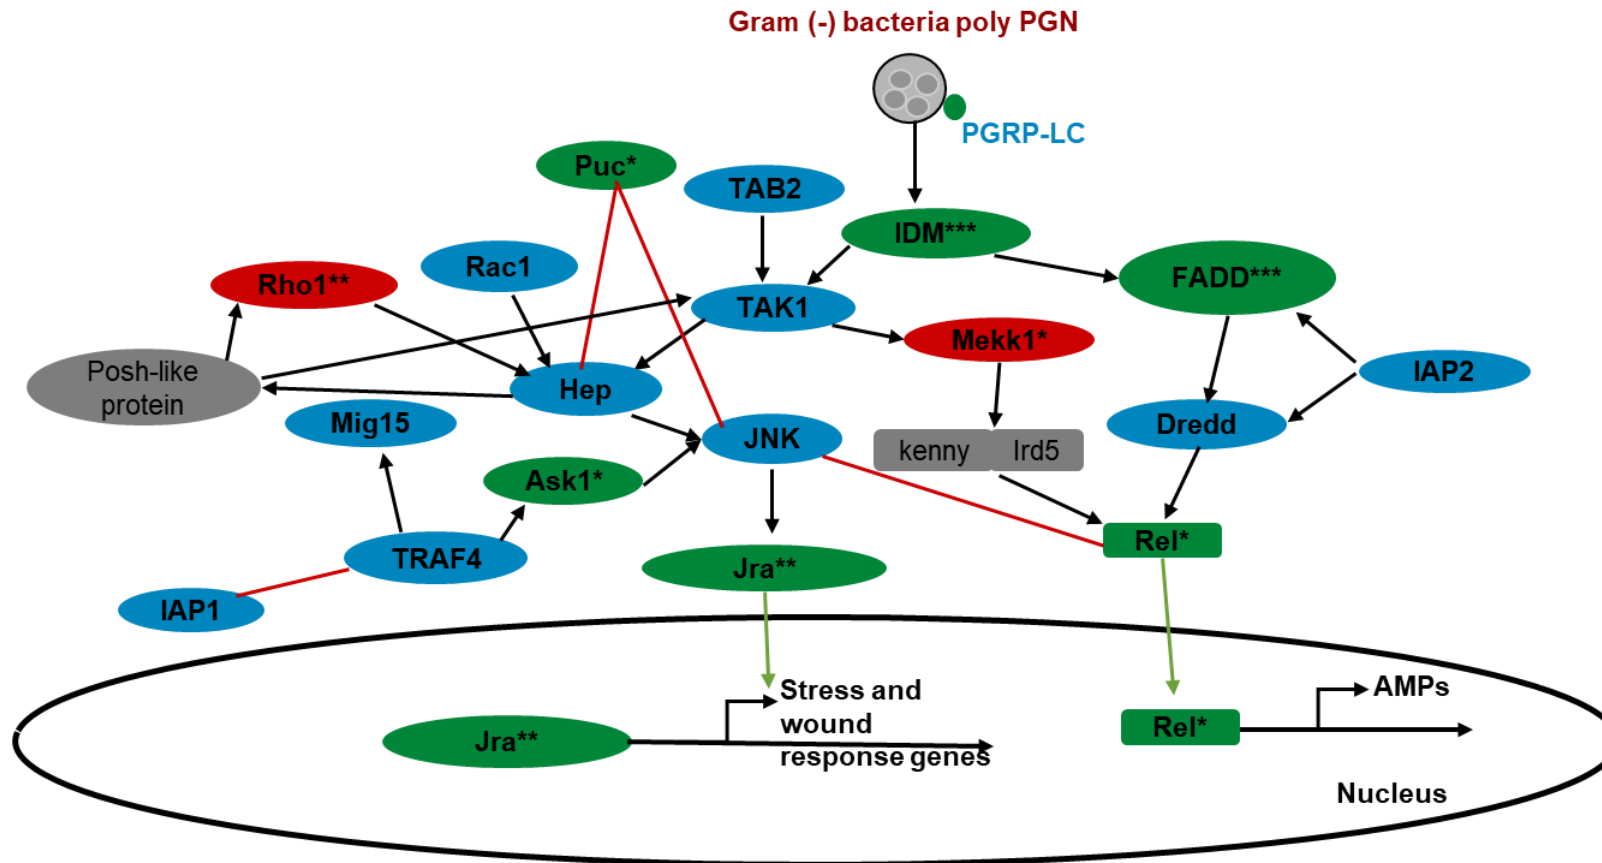 Gram (-) bacteria poly PGN
PGRP-LC
Puc*
TAB2
IDM***
Rac1
FADD***
Rho1**
TAK1
Mekk1*
Posh-like
protein
Hep
IAP2
Mig15
JNK
Dredd
kenny
Ird5
Ask1*
Rel*
TRAF4
Jra**
IAP1
Stress and
wound
response genes
AMPs
Jra**
Rel*
Nucleus